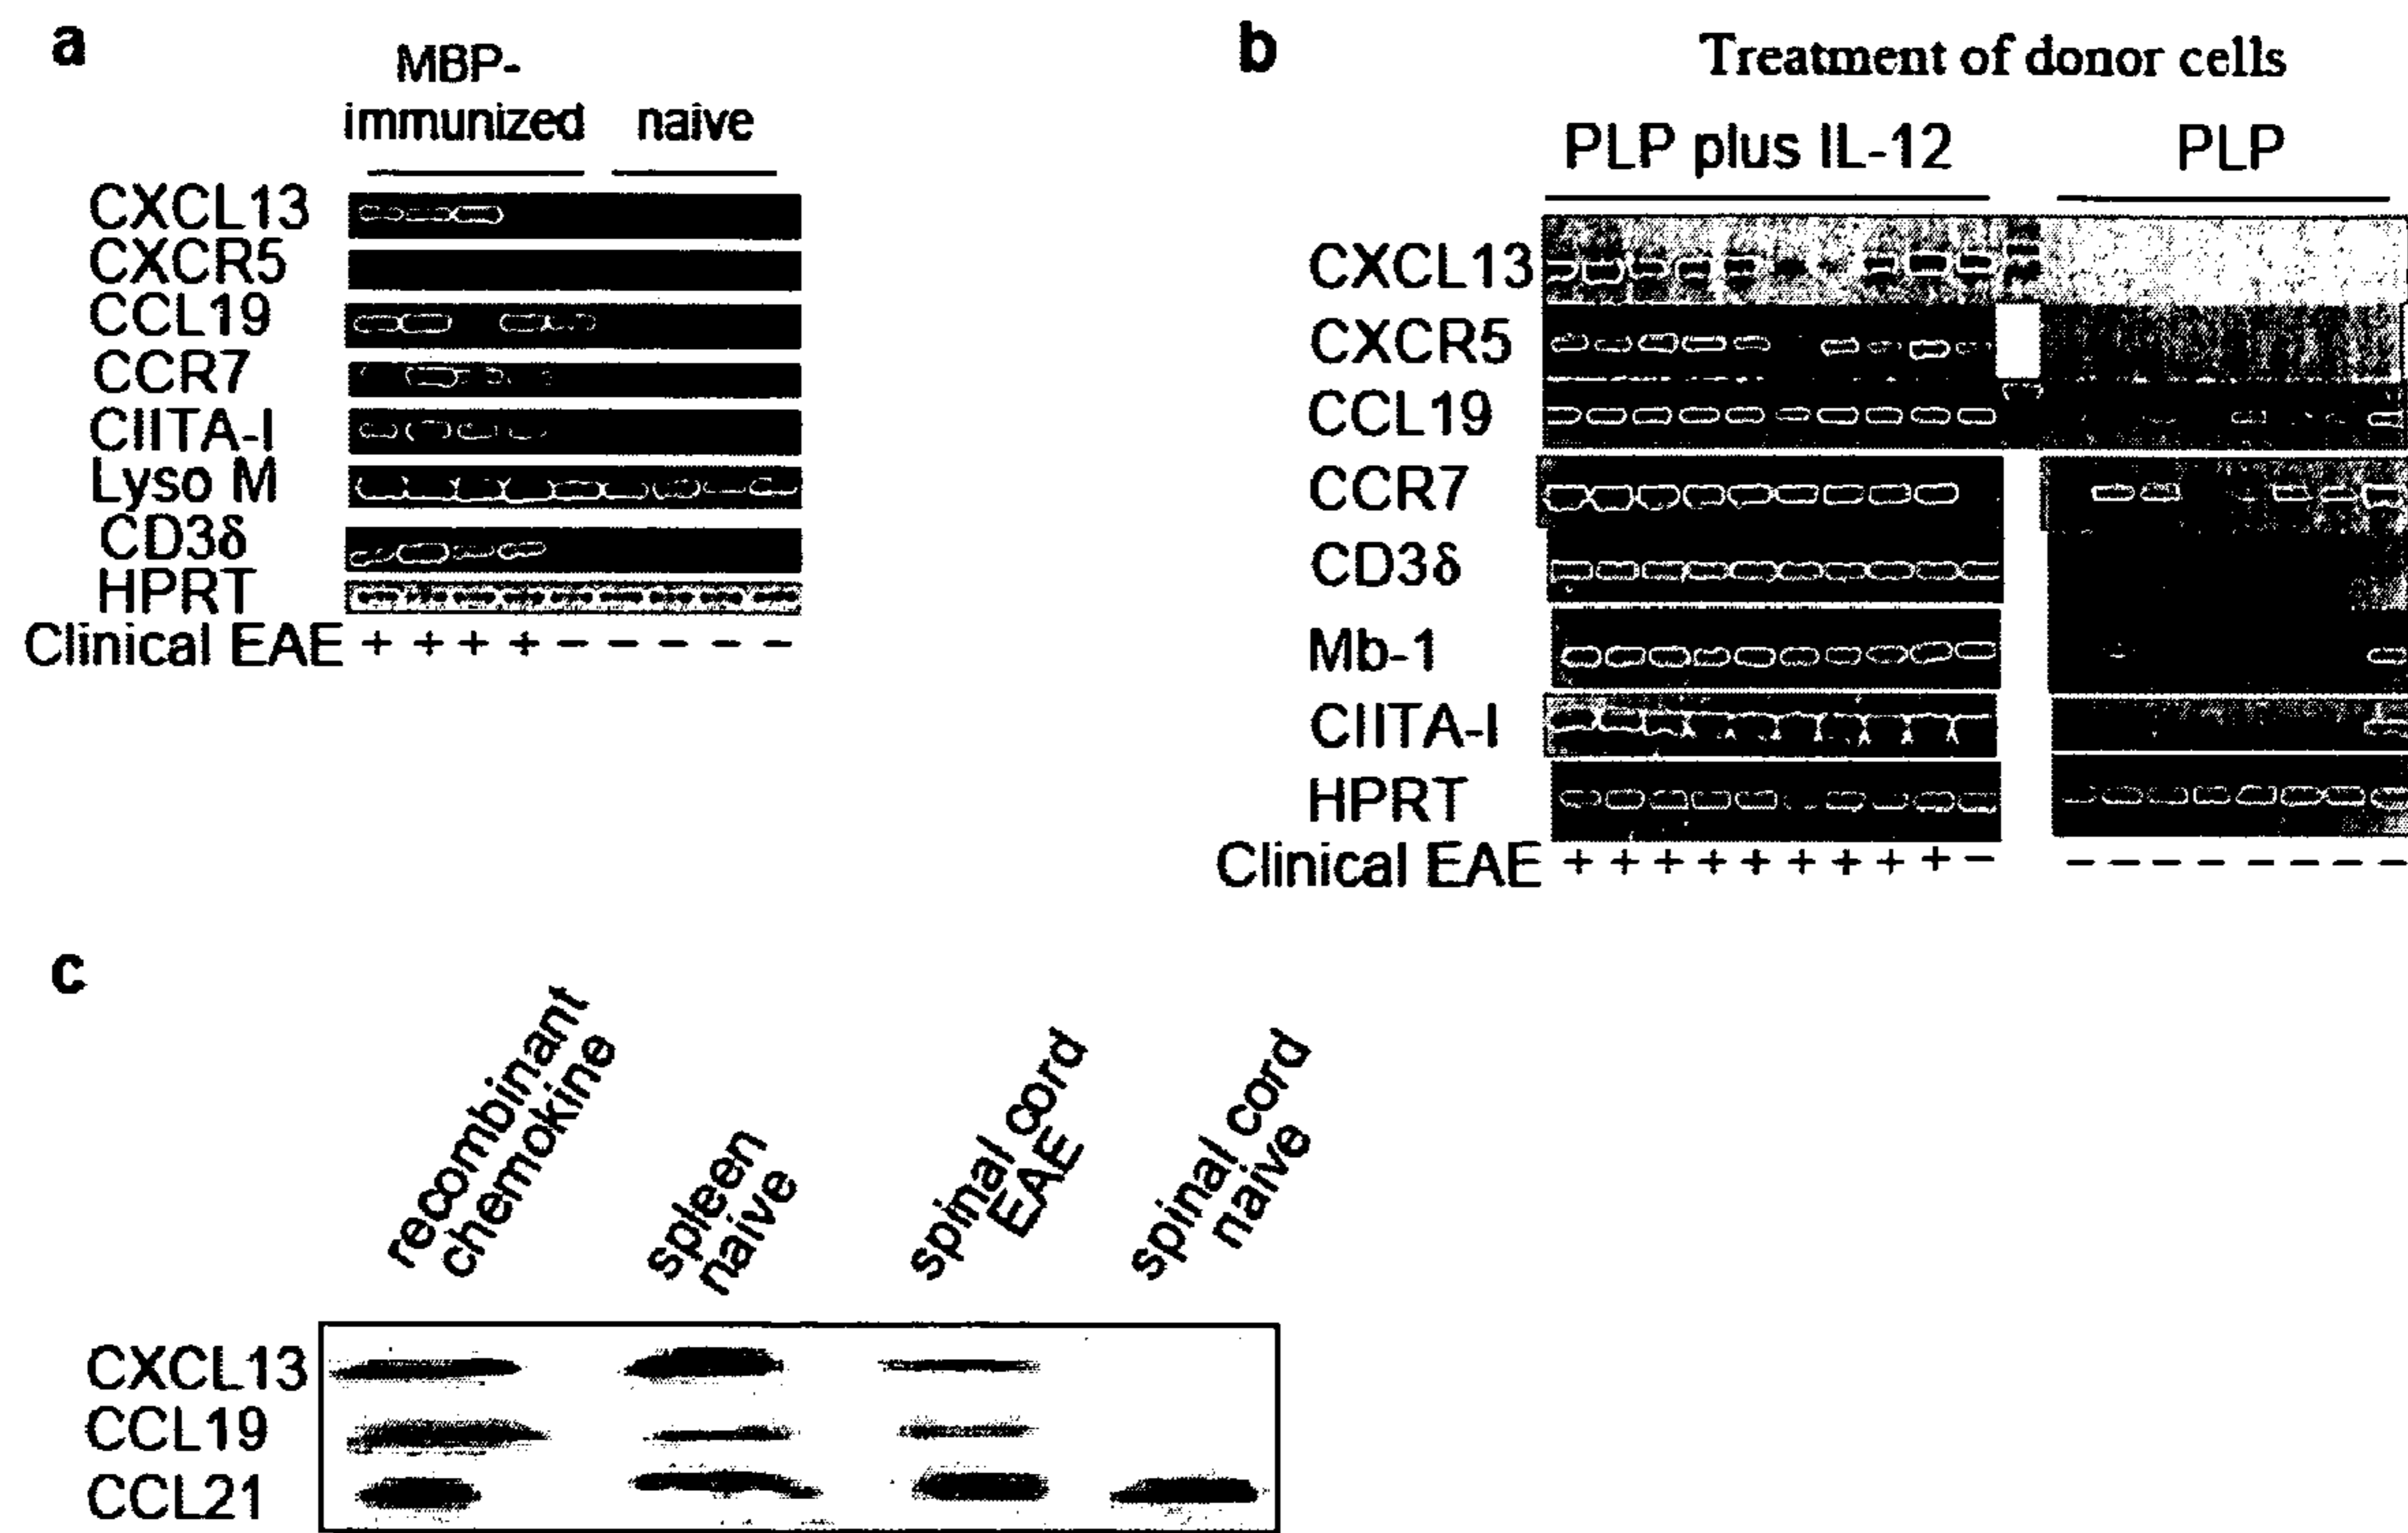 a
MBP-
immunized naive
CXCL13
CXCR5
CCL19
CCR7
CIITA-I
Lyso M
CD3δ
HPRT
Clinical EAE + + + + - - - - -
b
Treatment of donor cells
PLP plus IL-12 PLP
CXCL13
CXCR5
CCL19
CCR7
CD3δ
Mb-1
CIITA-I
HPRT
Clinical EAE + + + + + + + + + - - - - - - - - -
c
recombinant
chemokine
spleen
naive
spinal cord
EAE
spinal cord
naive
CXCL13
CCL19
CCL21